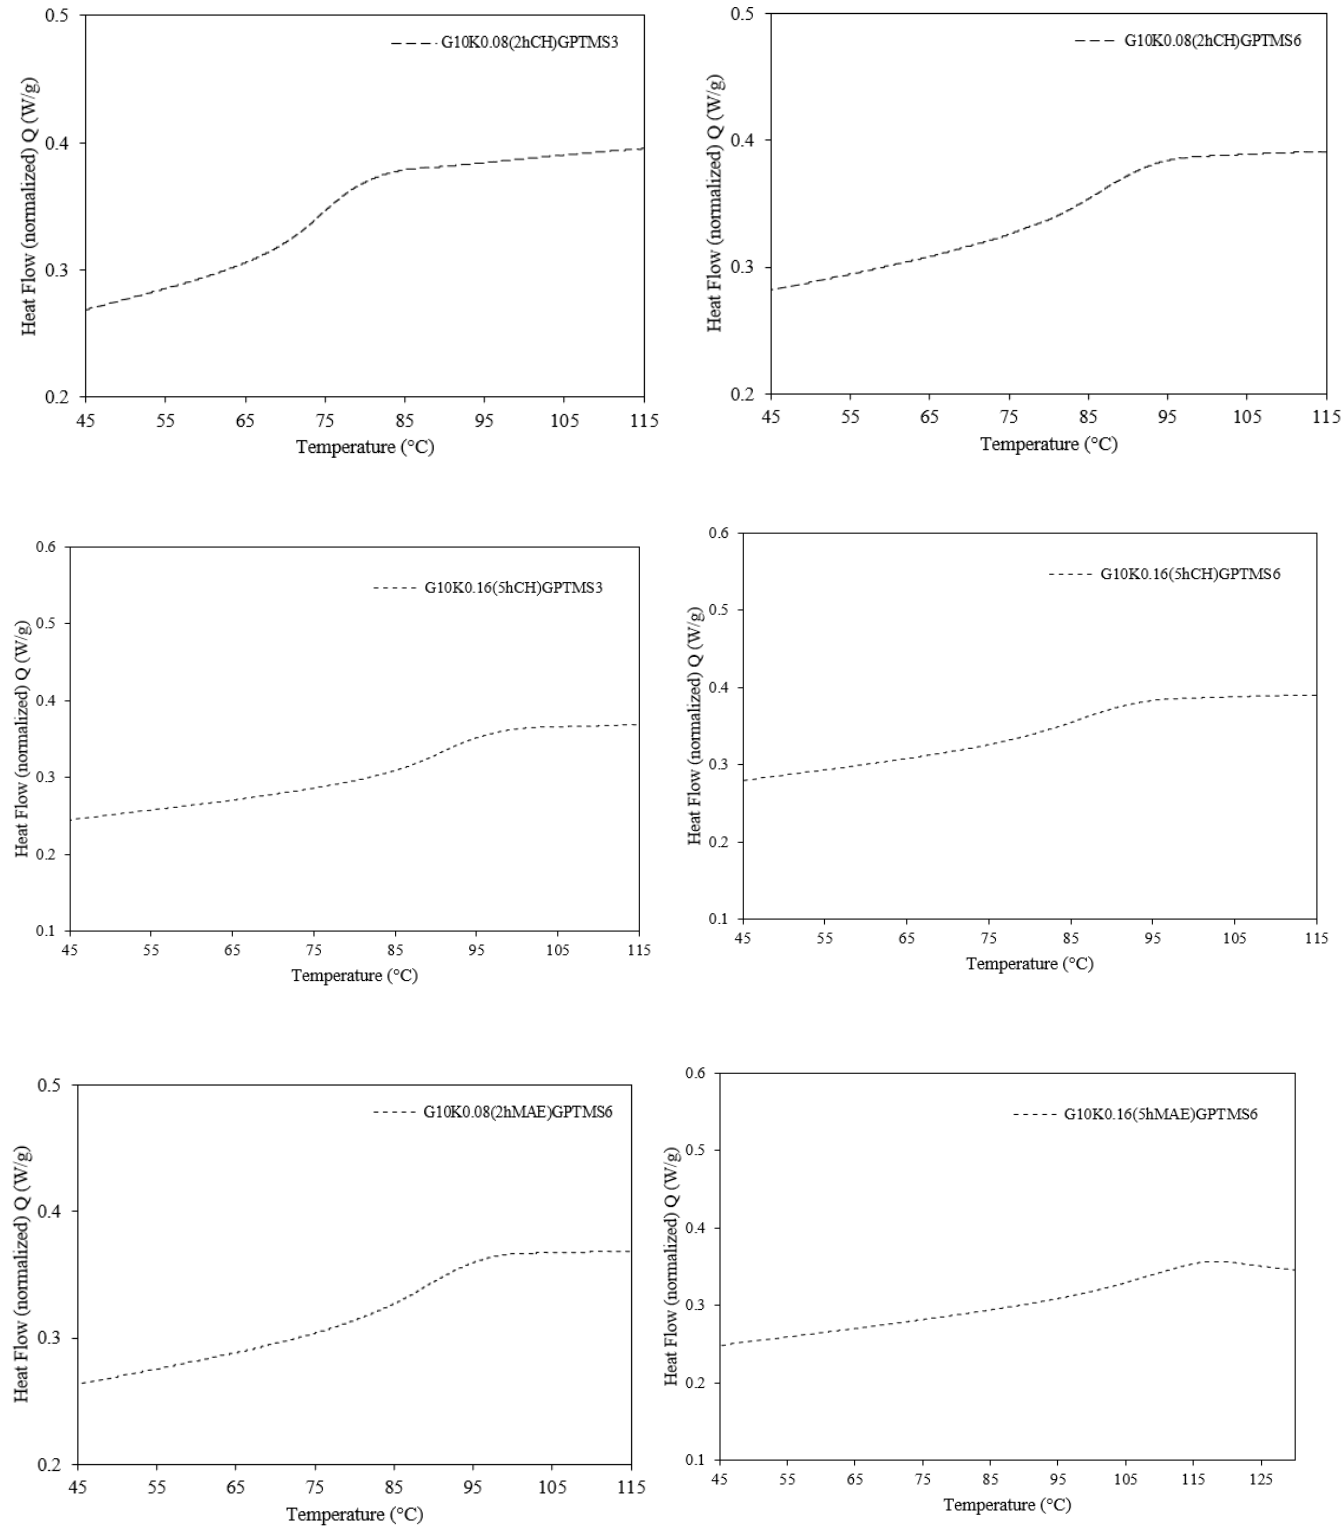 0.5
0.4
0.3
0.2
Heat Flow (normalized) Q (W/g)
G10K0.08(2hCH)GPTMS3
45 55 65 75 85 95 105 115
Temperature (°C)
0.5
0.4
0.3
0.2
Heat Flow (normalized) Q (W/g)
G10K0.08(2hCH)GPTMS6
45 55 65 75 85 95 105 115
Temperature (°C)
0.6
0.5
0.4
0.3
0.2
0.1
Heat Flow (normalized) Q (W/g)
G10K0.16(5hCH)GPTMS3
45 55 65 75 85 95 105 115
Temperature (°C)
0.6
0.5
0.4
0.3
0.2
0.1
Heat Flow (normalized) Q (W/g)
G10K0.16(5hCH)GPTMS6
45 55 65 75 85 95 105 115
Temperature (°C)
0.5
0.4
0.3
0.2
Heat Flow (normalized) Q (W/g)
G10K0.08(2hMAE)GPTMS6
45 55 65 75 85 95 105 115
Temperature (°C)
0.6
0.5
0.4
0.3
0.2
0.1
Heat Flow (normalized) Q (W/g)
G10K0.16(5hMAE)GPTMS6
45 55 65 75 85 95 105 115 125
Temperature (°C)